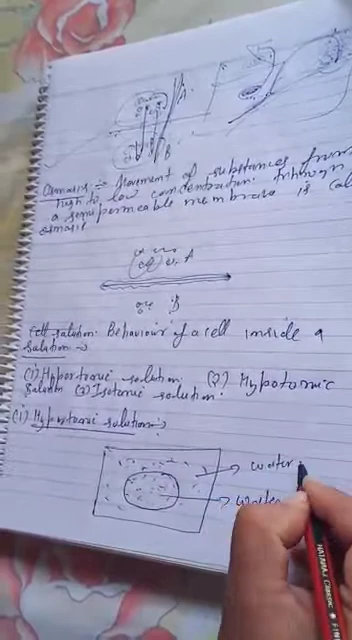 A
B
Osmosis :- Movement of substances from
high to low concentration through
a semipermeable membrane is
osmosis
A
B
Cell solution: Behaviour of a cell inside a
solution
(1) Hypertonic solution (2) Hypotonic
solution (3) Isotonic solution.
(1) Hypertonic solution :
water
water
NATARAJ Classic